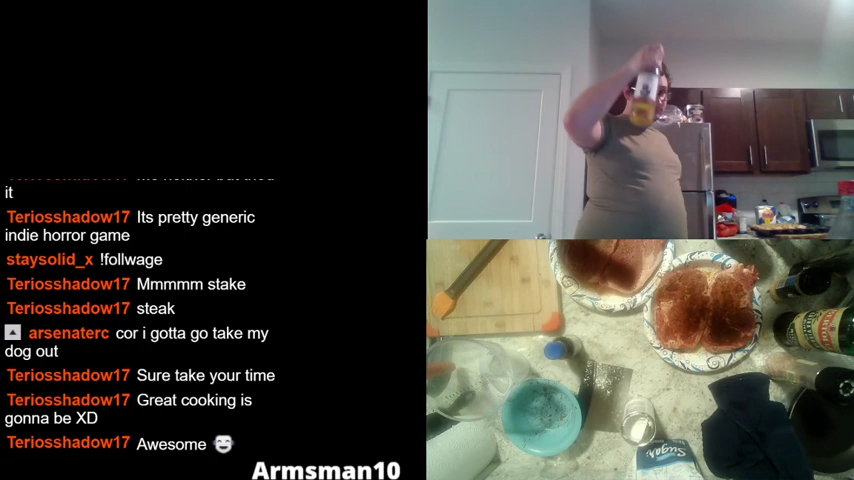 it
Teriosshadow17 Its pretty generic
indie horror game
staysolid_x !follwage
Teriosshadow17 Mmmmm stake
Teriosshadow17 steak
arsenaterc cor i gotta go take my
dog out
Teriosshadow17 Sure take your time
Teriosshadow17 Great cooking is
gonna be XD
Teriosshadow17 Awesome
Armsman10
Sugar